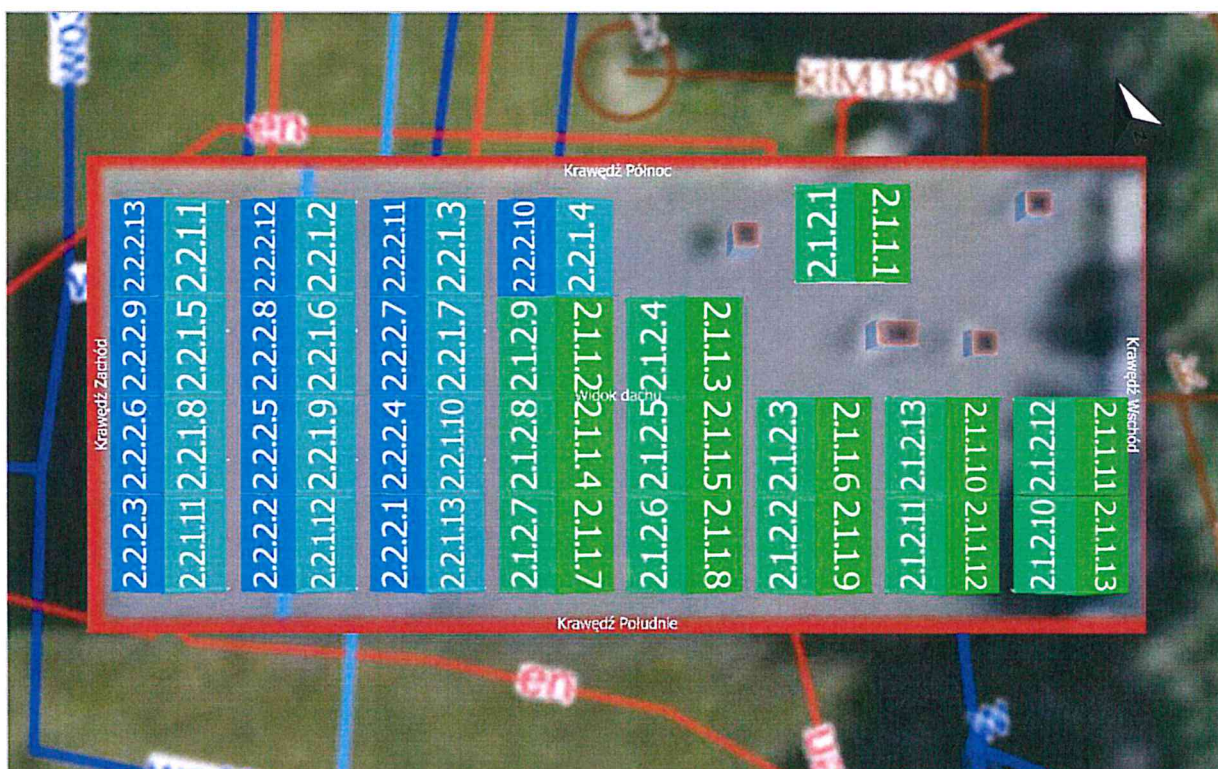 en
kiM150
Krawędź Północ
2.2.2.13 2.2.1.1 2.2.2.12 2.2.1.2 2.2.2.11 2.2.1.3 2.2.2.10 2.2.1.4 2.1.2.1 2.1.1.1
2.2.2.9 2.2.1.5 2.2.2.8 2.2.1.6 2.2.2.7 2.2.1.7 2.1.2.9 2.1.1.2 2.1.2.4 2.1.1.3
Krawędź Zachód
Widok dachu
Krawędź Wschód
2.2.2.6 2.2.1.8 2.2.2.5 2.2.1.9 2.2.2.4 2.2.1.10 2.1.2.8 2.1.1.4 2.1.2.5 2.1.1.5 2.1.2.3 2.1.1.6 2.1.2.13 2.1.1.10 2.1.2.12 2.1.1.11
2.2.2.3 2.2.1.11 2.2.2.2 2.2.1.12 2.2.2.1 2.2.1.13 2.1.2.7 2.1.1.7 2.1.2.6 2.1.1.8 2.1.2.2 2.1.1.9 2.1.2.11 2.1.1.12 2.1.2.10 2.1.1.13
Krawędź Południe
en